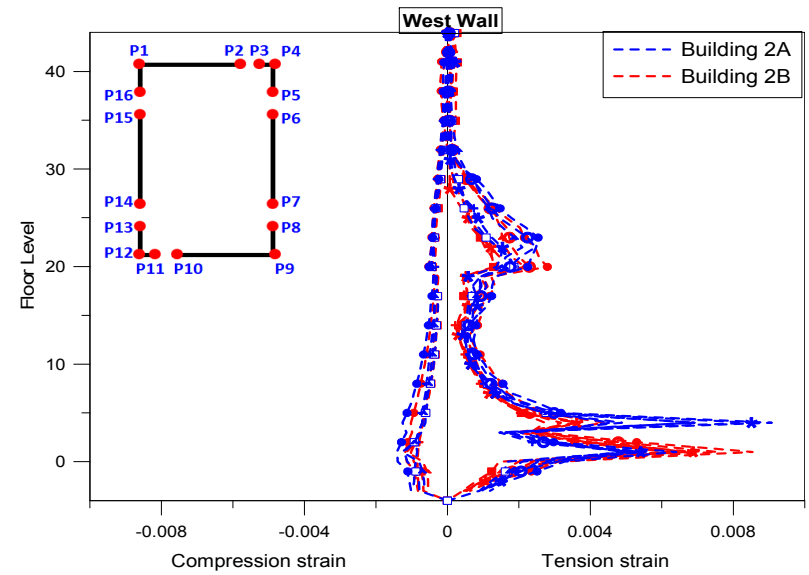 West Wall
P1 P2 P3 P4
P16 P5
P15 P6
P14 P7
P13 P8
P12 P11 P10 P9
Building 2A
Building 2B
40
30
20
10
0
Floor Level
-0.008 -0.004 0 0.004 0.008
Compression strain Tension strain